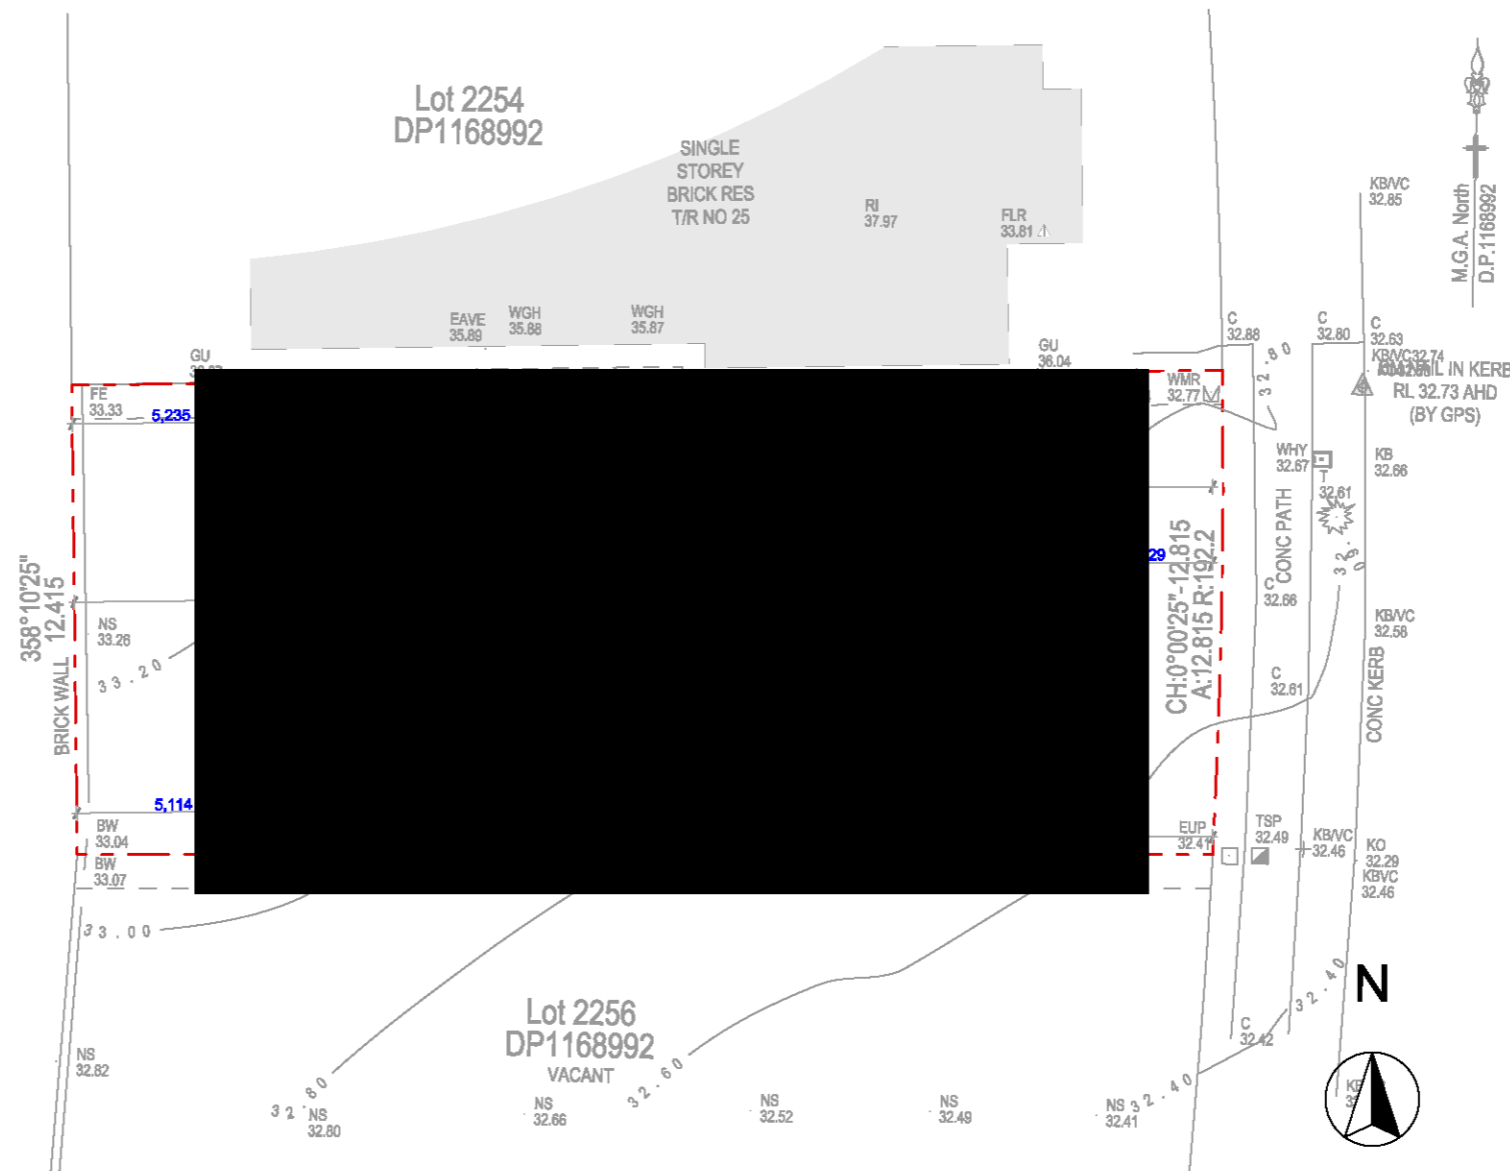 Lot 2254
DP1168992
SINGLE
STOREY
BRICK RES
T/R NO 25
RI
37.97
FLR
33.81
KB/VC
32.85
M.G.A. North
D.P.1168992
EAVE
35.89
WGH
35.88
WGH
35.87
GU
GU
36.04
C
32.88
32.80
C
32.80
C
32.63
KB/VC32.74
NAIL IN KERB
RL 32.73 AHD
(BY GPS)
FE
33.33
5,235
WMR
32.77
WHY
32.67
T
32.61
KB
32.66
CONC PATH
29
CH:0°00'25"-12.815
A:12.815 R:192.2
C
32.66
KB/VC
32.58
358°10'25"
12.415
BRICK WALL
NS
33.26
33.20
C
32.61
CONC KERB
5,114
BW
33.04
BW
33.07
EUP
32.41
TSP
32.49
KB/VC
32.46
KO
32.29
KBVC
32.46
33.00
N
Lot 2256
DP1168992
VACANT
32.40
C
32.42
NS
32.82
32.80
NS
32.80
NS
32.66
32.60
NS
32.52
NS
32.49
NS
32.41
32.40